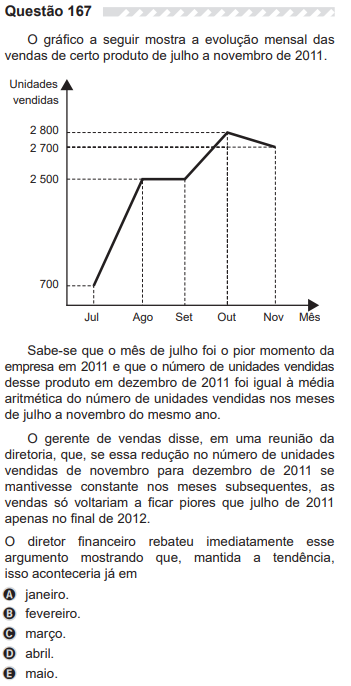 Questão 167
O gráfico a seguir mostra a evolução mensal das
vendas de certo produto de julho a novembro de 2011.
Unidades
vendidas
2 800
2 700
2 500
700
Jul Ago Set Out Nov Mês
Sabe-se que o mês de julho foi o pior momento da
empresa em 2011 e que o número de unidades vendidas
desse produto em dezembro de 2011 foi igual à média
aritmética do número de unidades vendidas nos meses
de julho a novembro do mesmo ano.
O gerente de vendas disse, em uma reunião da
diretoria, que, se essa redução no número de unidades
vendidas de novembro para dezembro de 2011 se
mantivesse constante nos meses subsequentes, as
vendas só voltariam a ficar piores que julho de 2011
apenas no final de 2012.
O diretor financeiro rebateu imediatamente esse
argumento mostrando que, mantida a tendência,
isso aconteceria já em
A janeiro.
B fevereiro.
C março.
D abril.
E maio.